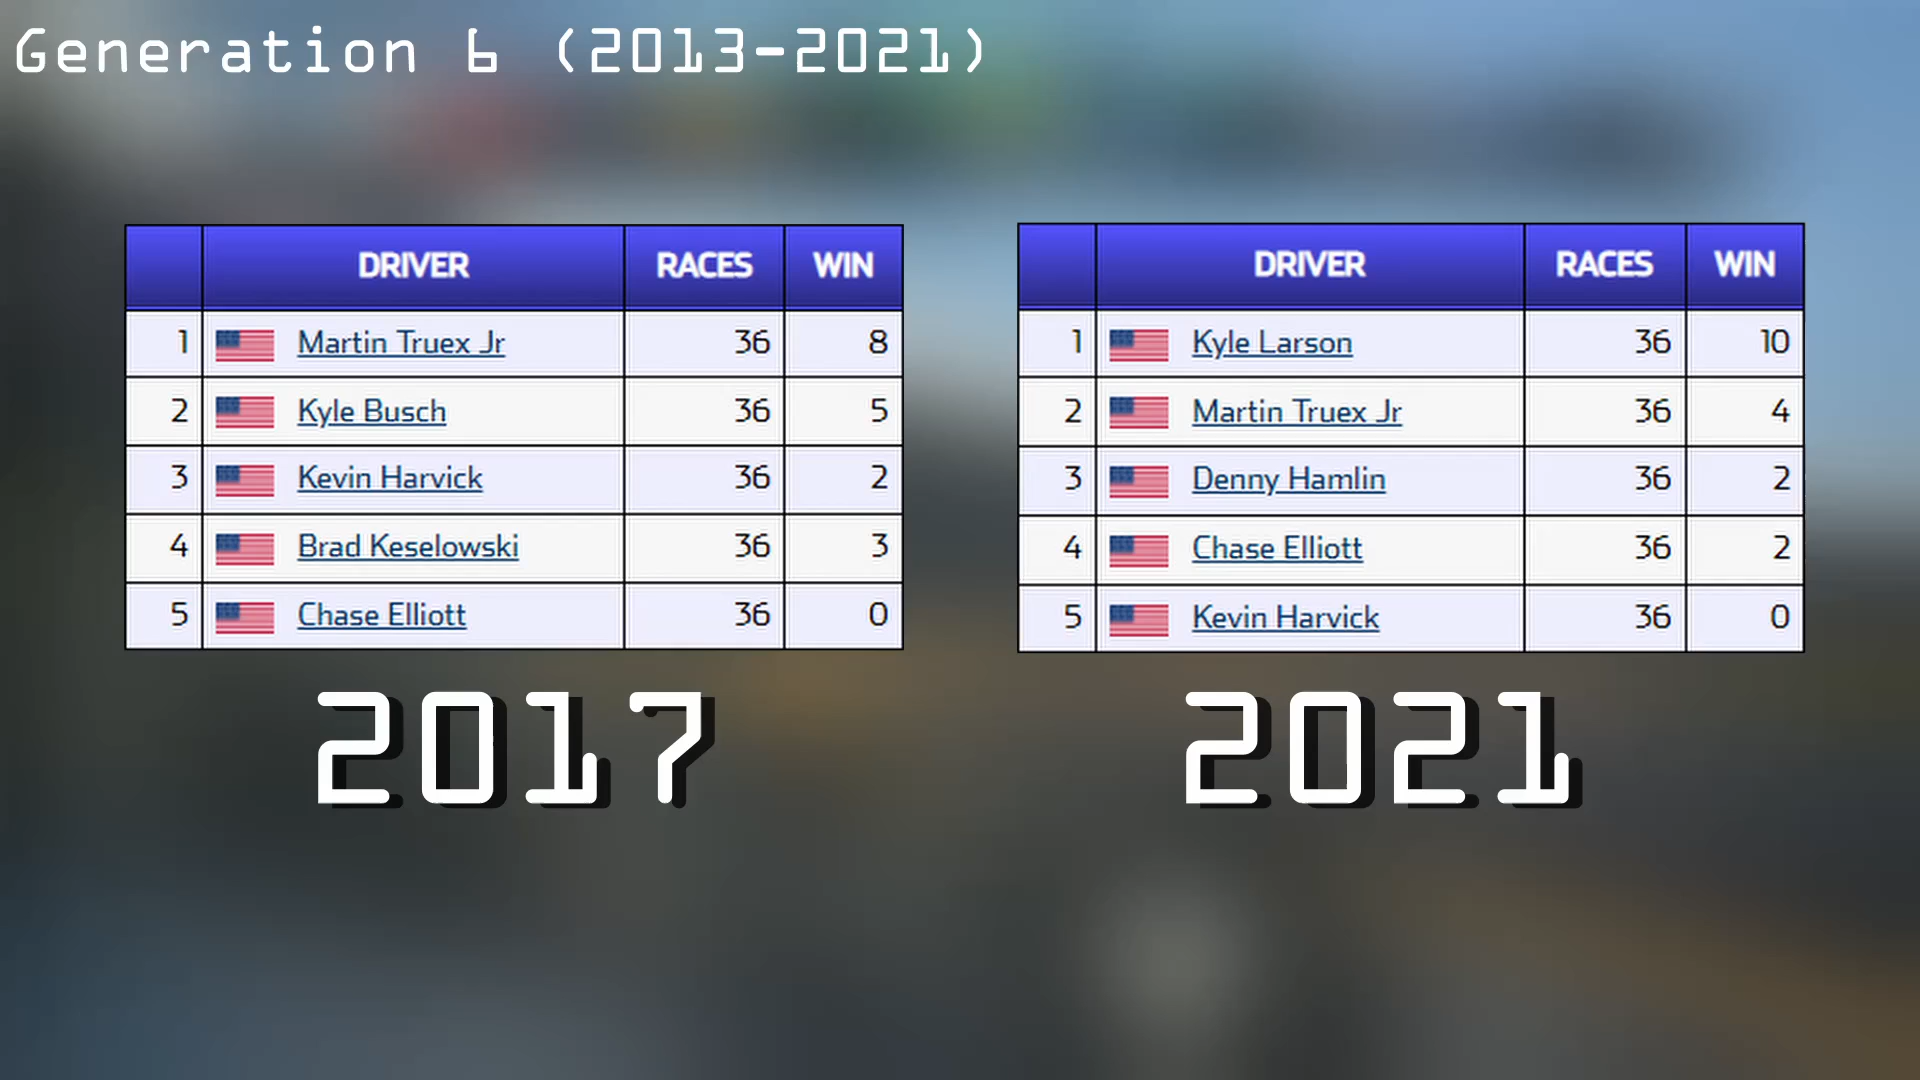 Generation 6 (2013-2021)
DRIVER RACES WIN
1 Martin Truex Jr 36 8
2 Kyle Busch 36 5
3 Kevin Harvick 36 2
4 Brad Keselowski 36 3
5 Chase Elliott 36 0
2017
DRIVER RACES WIN
1 Kyle Larson 36 10
2 Martin Truex Jr 36 4
3 Denny Hamlin 36 2
4 Chase Elliott 36 2
5 Kevin Harvick 36 0
2021